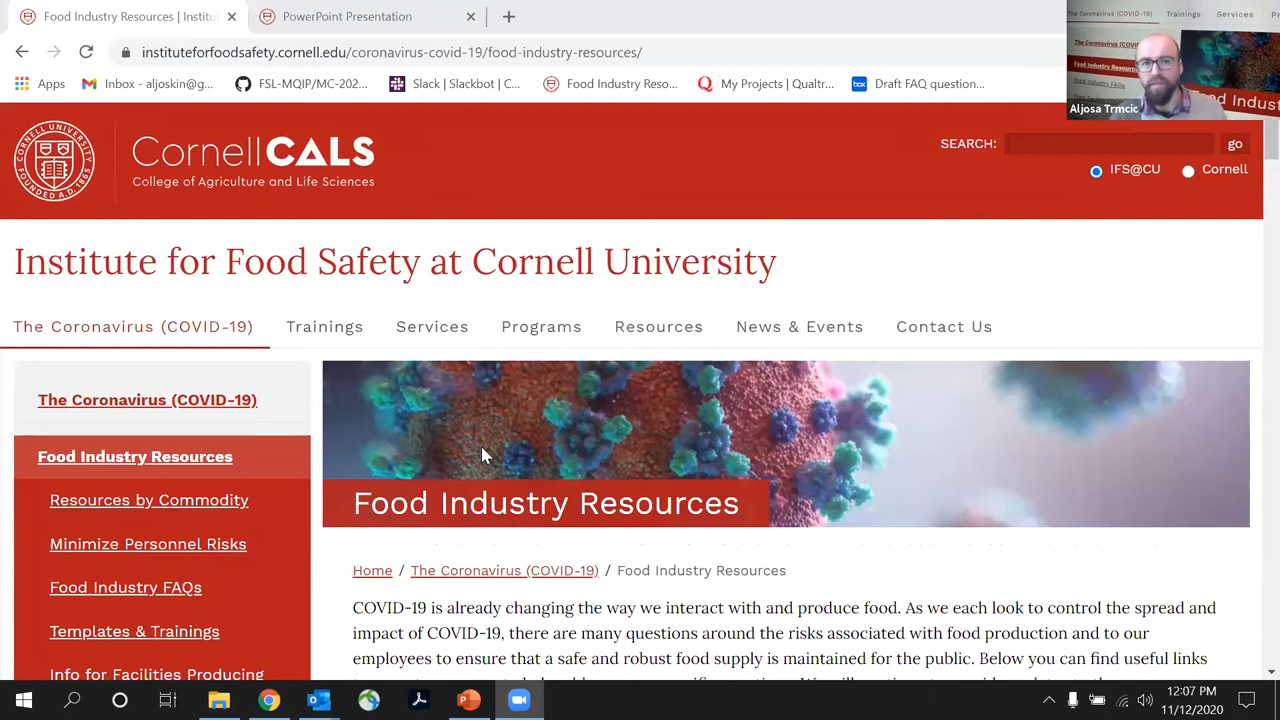 Food Industry Resources | Institu
PowerPoint Presentation
instituteforfoodsafety.cornell.edu/coronavirus-covid-19/food-industry-resources/
Apps
Inbox - aljoskin@g...
FSL-MQIP/MC-202...
Slack | Slackbot | C...
Food Industry Reso...
My Projects | Qualtr...
Draft FAQ question...
The Coronavirus (COVID-19) Trainings Services
Food Industry
Aljosa Trmcic
CornellCALS
College of Agriculture and Life Sciences
SEARCH:
go
IFS@CU
Cornell
Institute for Food Safety at Cornell University
The Coronavirus (COVID-19)
Trainings
Services
Programs
Resources
News & Events
Contact Us
The Coronavirus (COVID-19)
Food Industry Resources
Resources by Commodity
Minimize Personnel Risks
Food Industry FAQs
Templates & Trainings
Info for Facilities Producing
Food Industry Resources
Home / The Coronavirus (COVID-19) / Food Industry Resources
COVID-19 is already changing the way we interact with and produce food. As we each look to control the spread and
impact of COVID-19, there are many questions around the risks associated with food production and to our
employees to ensure that a safe and robust food supply is maintained for the public. Below you can find useful links
12:07 PM
11/12/2020